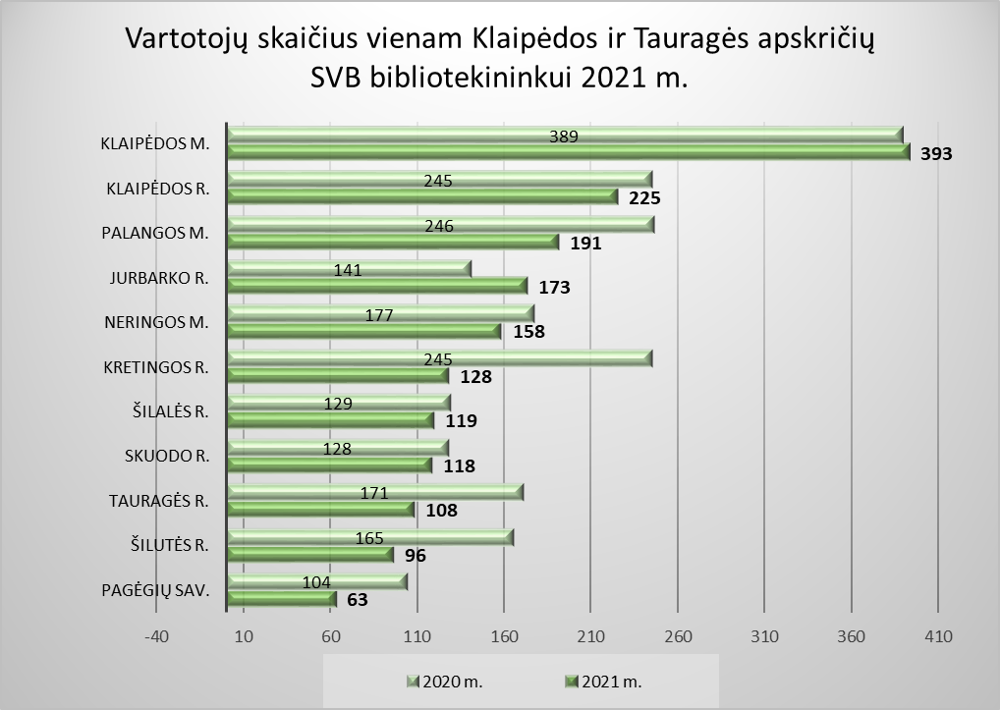 Vartotojų skaičius vienam Klaipėdos ir Tauragės apskričių
SVB bibliotekininkui 2021 m.
KLAIPĖDOS M.
389
393
KLAIPĖDOS R.
245
225
PALANGOS M.
246
191
JURBARKO R.
141
173
NERINGOS M.
177
158
KRETINGOS R.
245
128
ŠILALĖS R.
129
119
SKUODO R.
128
118
TAURAGĖS R.
171
108
ŠILUTĖS R.
165
96
PAGĖGIŲ SAV.
104
63
-40 10 60 110 160 210 260 310 360 410
2020 m. 2021 m.